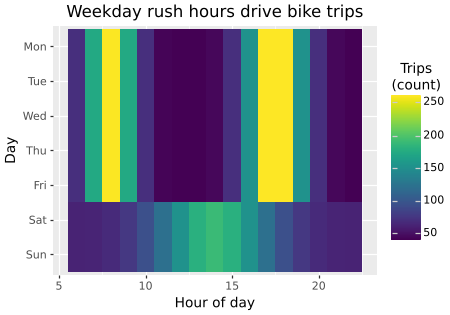 Weekday rush hours drive bike trips
Day
Mon
Tue
Wed
Thu
Fri
Sat
Sun
5 10 15 20
Hour of day
Trips
(count)
250
200
150
100
50